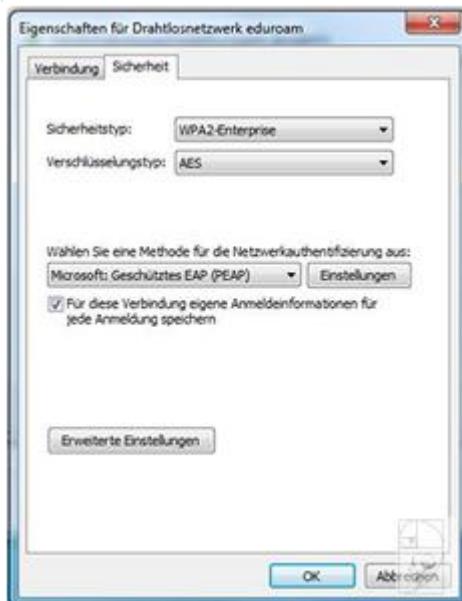 Eigenschaften für Drahtlosnetzwerk eduroam
Verbindung Sicherheit
Sicherheitstyp: WPA2-Enterprise
Verschlüsselungstyp: AES
Wählen Sie eine Methode für die Netzwerkauthentifizierung aus:
Microsoft: Geschütztes EAP (PEAP) Einstellungen
Für diese Verbindung eigene Anmeldeinformationen für
jede Anmeldung speichern
Erweiterte Einstellungen
OK Abbrechen